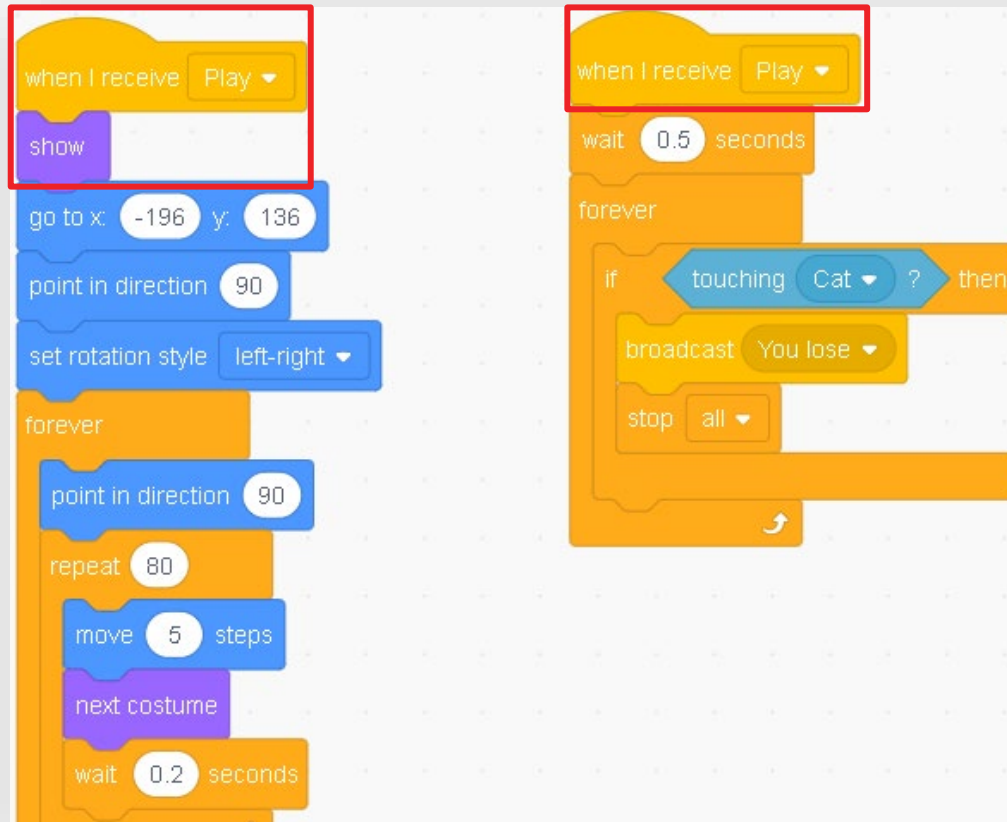 when I receive Play
show
go to x: -196 y: 136
point in direction 90
set rotation style left-right
forever
point in direction 90
repeat 80
move 5 steps
next costume
wait 0.2 seconds
when I receive Play
wait 0.5 seconds
forever
if touching Cat ? then
broadcast You lose
stop all